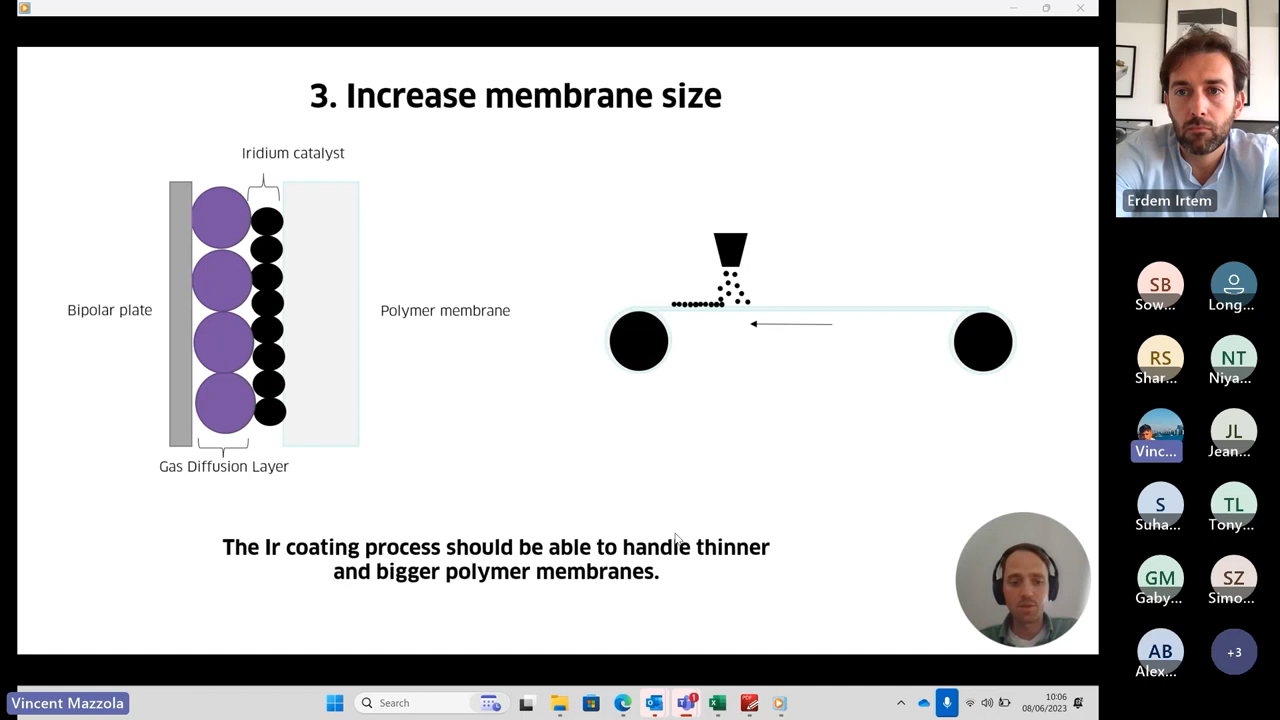 3. Increase membrane size
Iridium catalyst
Bipolar plate
Polymer membrane
Gas Diffusion Layer
The Ir coating process should be able to handle thinner
and bigger polymer membranes.
Erdem Irtem
SB
Sow...
Long...
RS
Shar...
NT
Niya...
Vinc...
JL
Jean...
S
Suha...
TL
Tony...
GM
Gaby...
SZ
Simo...
AB
Alex...
+3
Vincent Mazzola
Search
1
10:06
08/06/2023